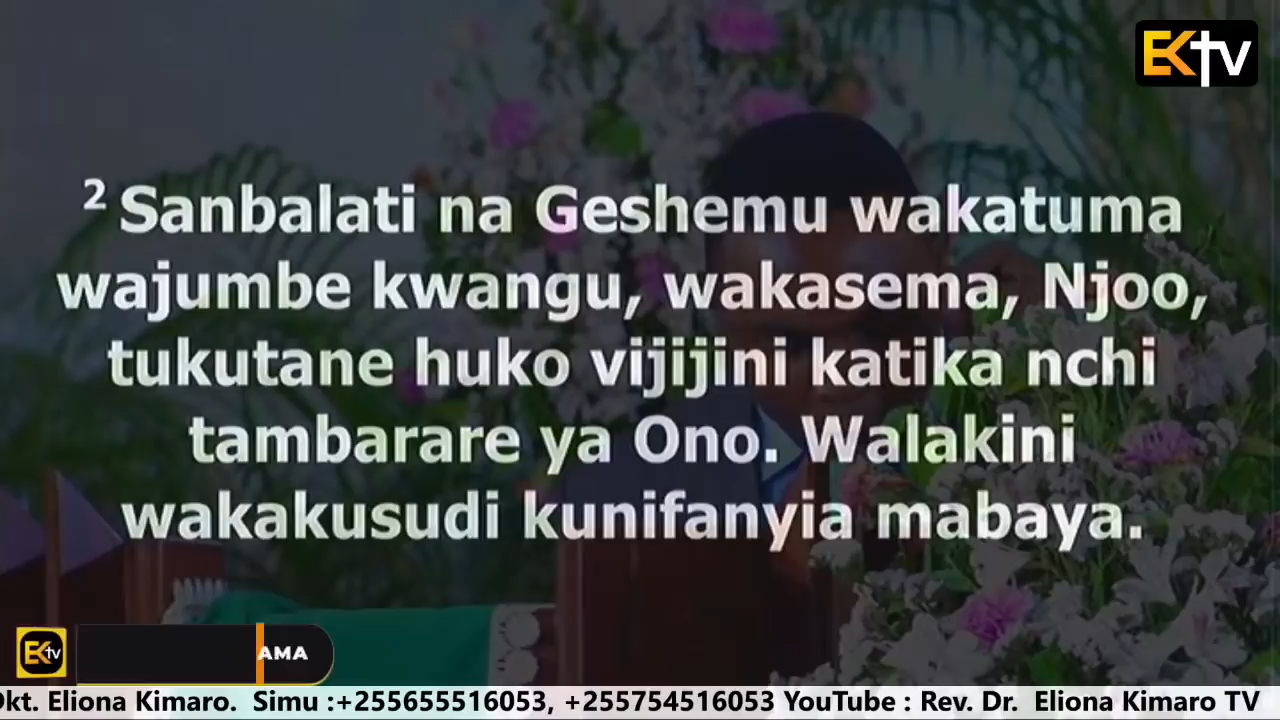 EKTV
2 Sanbalati na Geshemu wakatuma
wajumbe kwangu, wakasema, Njoo,
tukutane huko vijijini katika nchi
tambarare ya Ono. Walakini
wakakusudi kunifanyia mabaya.
EKTV
AMA
Dkt. Eliona Kimaro. Simu :+255655516053, +255754516053 YouTube : Rev. Dr. Eliona Kimaro TV